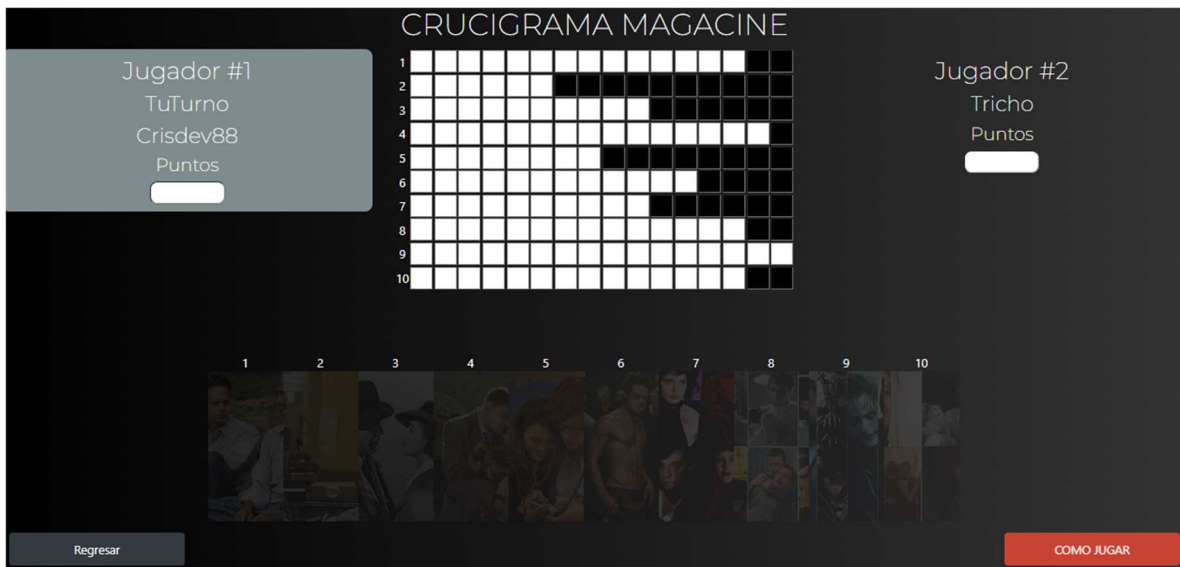 CRUCIGRAMA MAGACINE
Jugador #1
TuTurno
Crisdev88
Puntos
1
2
3
4
5
6
7
8
9
10
Jugador #2
Tricho
Puntos
1 2 3 4 5 6 7 8 9 10
Regresar
COMO JUGAR